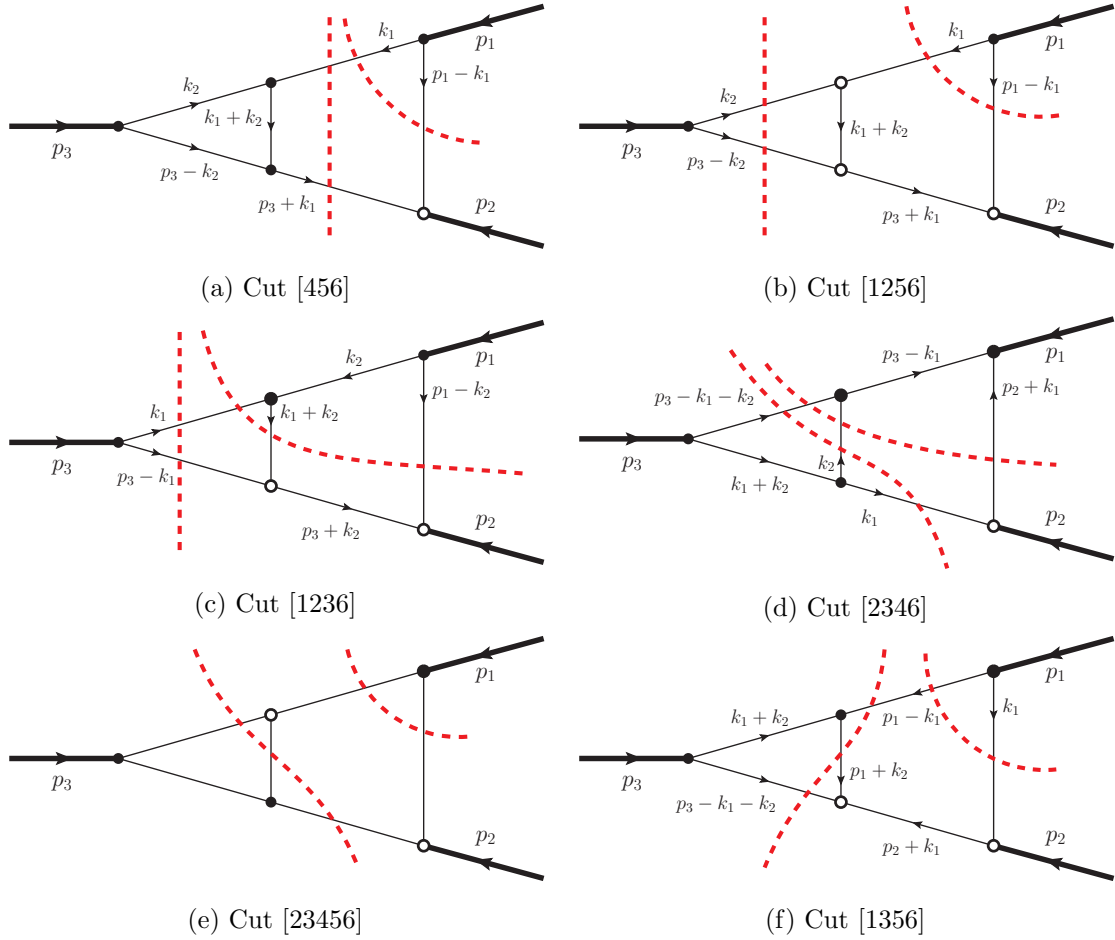 k₁
p₁
p₁ − k₁
k₂
k₁ + k₂
p₃
p₃ − k₂
p₃ + k₁
p₂
(a) Cut [456]
k₁
p₁
p₁ − k₁
k₂
k₁ + k₂
p₃
p₃ − k₂
p₃ + k₁
p₂
(b) Cut [1256]
k₂
p₁
p₁ − k₂
k₁
k₁ + k₂
p₃
p₃ − k₁
p₃ + k₂
p₂
(c) Cut [1236]
p₃ − k₁
p₁
p₂ + k₁
p₃ − k₁ − k₂
k₂
p₃
k₁ + k₂
k₁
p₂
(d) Cut [2346]
p₁
p₃
p₂
(e) Cut [23456]
p₁
k₁
p₁ − k₁
k₁ + k₂
p₁ + k₂
p₃
p₃ − k₁ − k₂
p₂ + k₁
p₂
(f) Cut [1356]